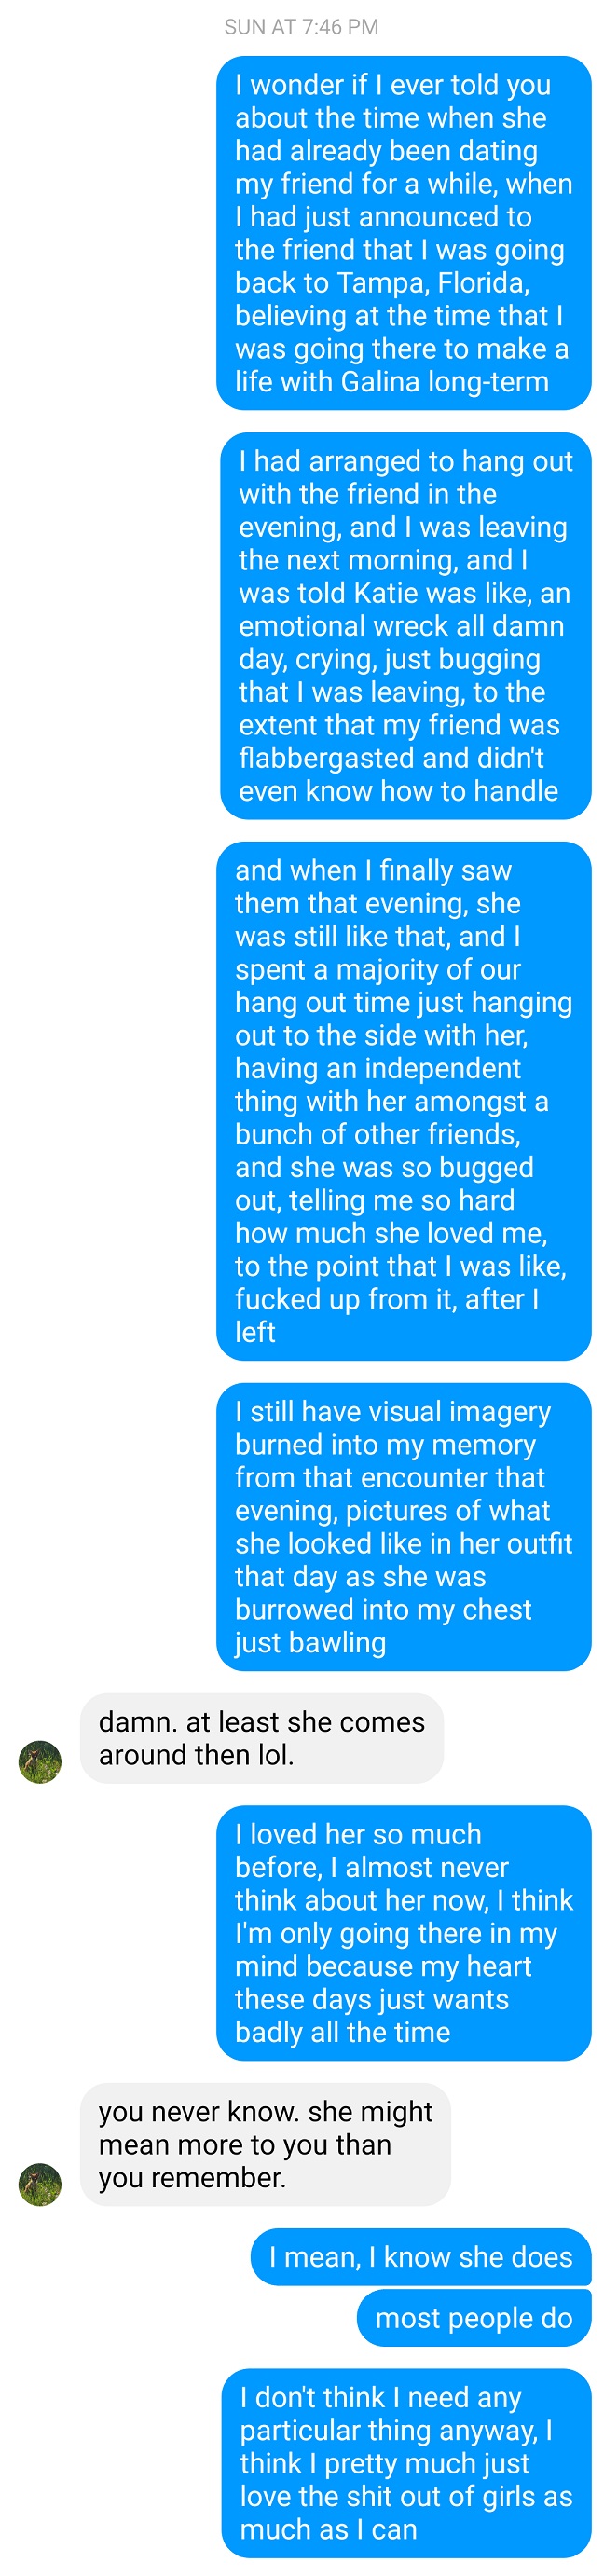 SUN AT 7:46 PM
I wonder if I ever told you
about the time when she
had already been dating
my friend for a while, when
I had just announced to
the friend that I was going
back to Tampa, Florida,
believing at the time that I
was going there to make a
life with Galina long-term
I had arranged to hang out
with the friend in the
evening, and I was leaving
the next morning, and I
was told Katie was like, an
emotional wreck all damn
day, crying, just bugging
that I was leaving, to the
extent that my friend was
flabbergasted and didn't
even know how to handle
and when I finally saw
them that evening, she
was still like that, and I
spent a majority of our
hang out time just hanging
out to the side with her,
having an independent
thing with her amongst a
bunch of other friends,
and she was so bugged
out, telling me so hard
how much she loved me,
to the point that I was like,
fucked up from it, after I
left
I still have visual imagery
burned into my memory
from that encounter that
evening, pictures of what
she looked like in her outfit
that day as she was
burrowed into my chest
just bawling
damn. at least she comes
around then lol.
I loved her so much
before, I almost never
think about her now, I think
I'm only going there in my
mind because my heart
these days just wants
badly all the time
you never know. she might
mean more to you than
you remember.
I mean, I know she does
most people do
I don't think I need any
particular thing anyway, I
think I pretty much just
love the shit out of girls as
much as I can